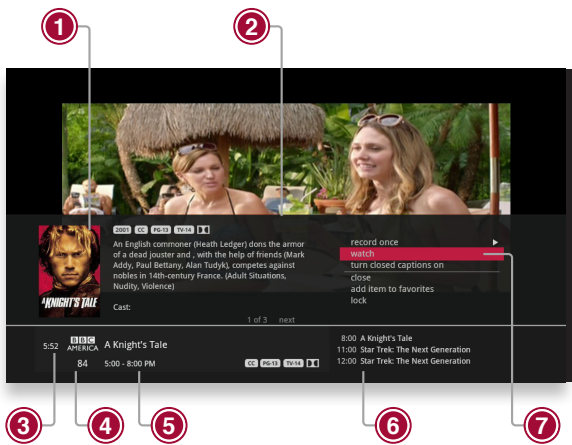 1
2
2001 CC PG-13 TV-14
An English commoner (Heath Ledger) dons the armor
of a dead jouster and , with the help of friends (Mark
Addy, Paul Bettany, Alan Tudyk), competes against
nobles in 14th-century France. (Adult Situations,
Nudity, Violence)
Cast:
1 of 3 next
A KNIGHT'S TALE
record once
watch
turn closed captions on
close
add item to favorites
lock
5:52
BBC
AMERICA
84
A Knight's Tale
5:00 - 8:00 PM
CC PG-13 TV-14
8:00 A Knight's Tale
11:00 Star Trek: The Next Generation
12:00 Star Trek: The Next Generation
3
4
5
6
7